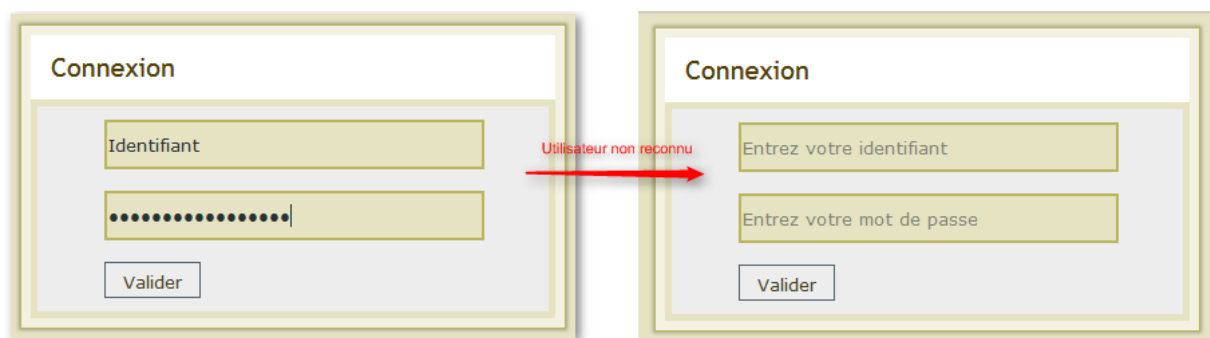 Connexion
Identifiant
•••••••••••••••••
Valider
Utilisateur non reconnu
Connexion
Entrez votre identifiant
Entrez votre mot de passe
Valider